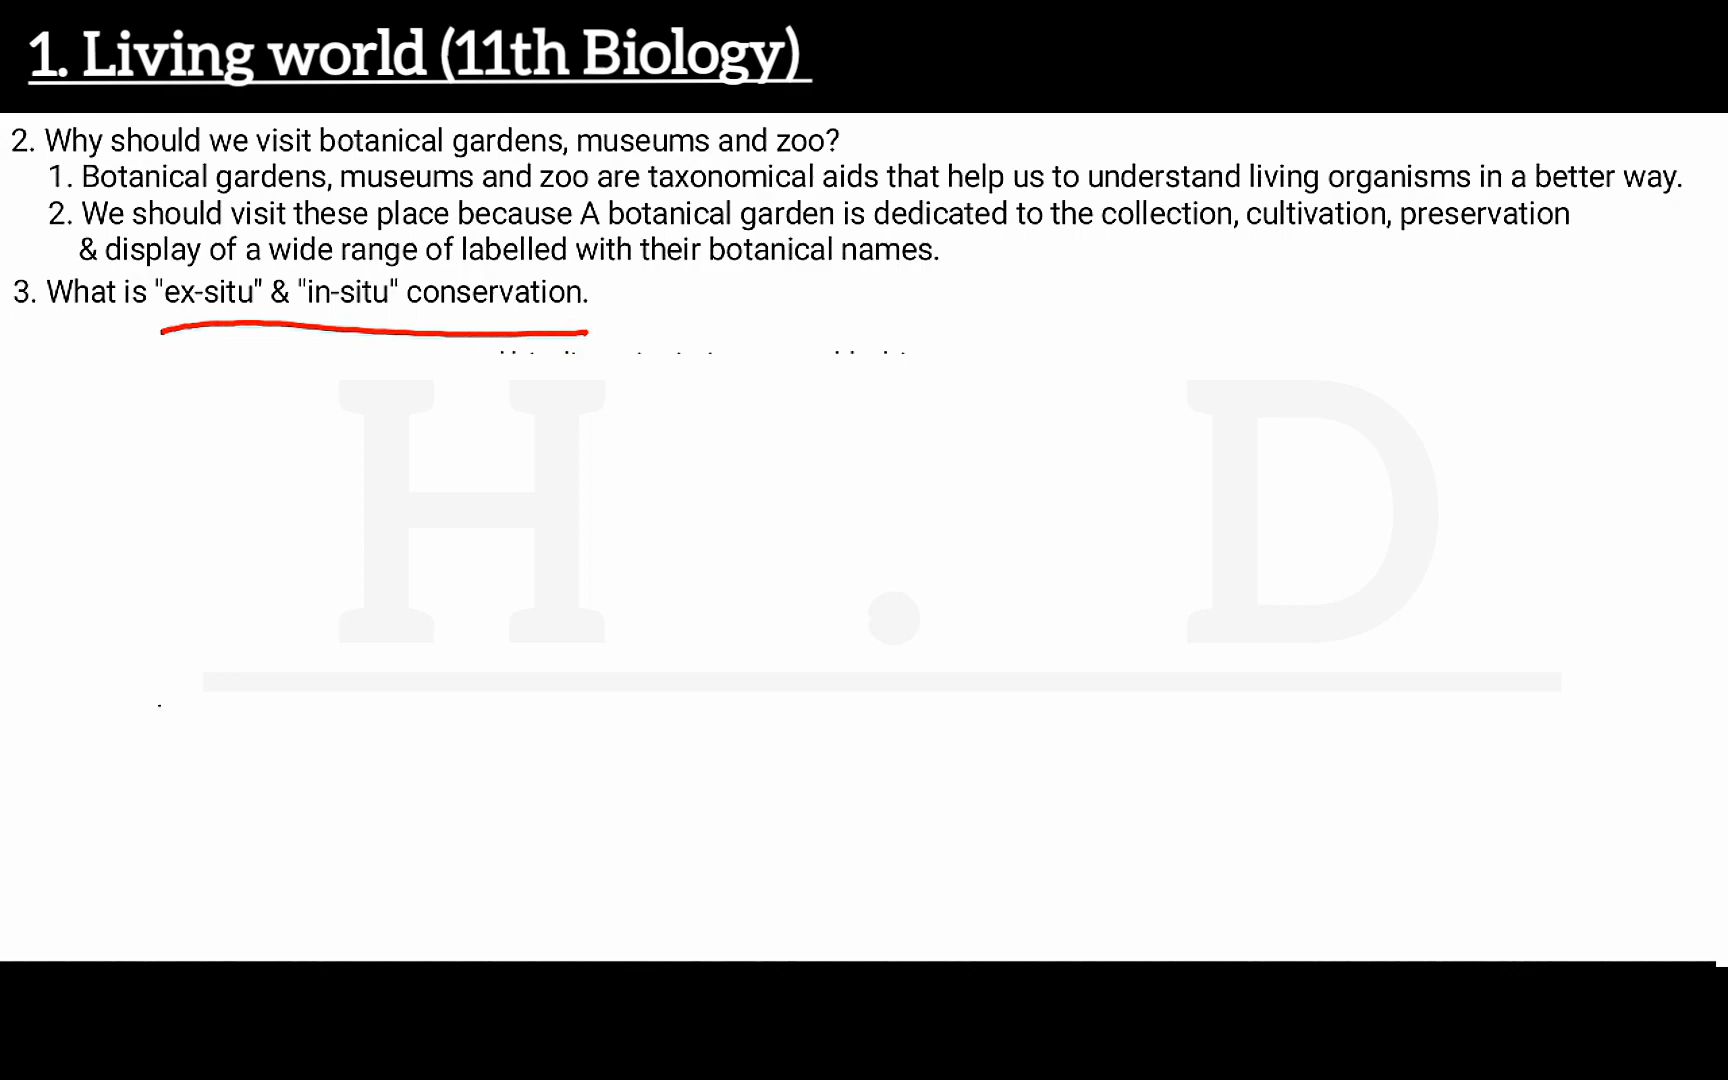 1. Living world (11th Biology)
2. Why should we visit botanical gardens, museums and zoo?
1. Botanical gardens, museums and zoo are taxonomical aids that help us to understand living organisms in a better way.
2. We should visit these place because A botanical garden is dedicated to the collection, cultivation, preservation
& display of a wide range of labelled with their botanical names.
3. What is "ex-situ" & "in-situ" conservation.
H . D